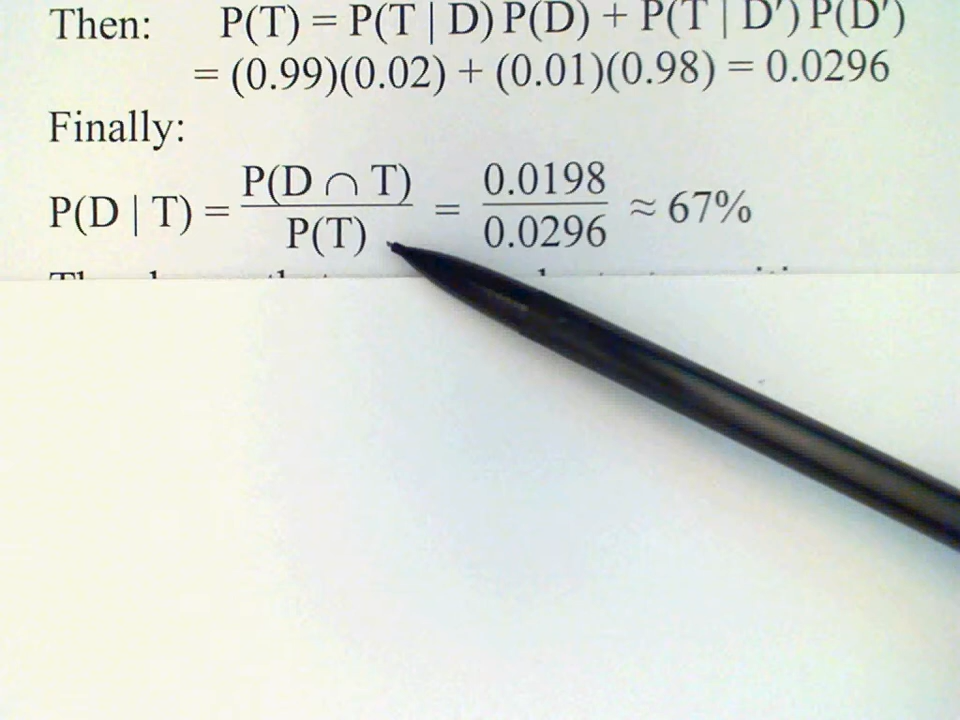 Then: P(T) = P(T | D) P(D) + P(T | D′) P(D′)
= (0.99)(0.02) + (0.01)(0.98) = 0.0296
Finally:
P(D | T) = P(D ∩ T) / P(T) = 0.0198 / 0.0296 ≈ 67%